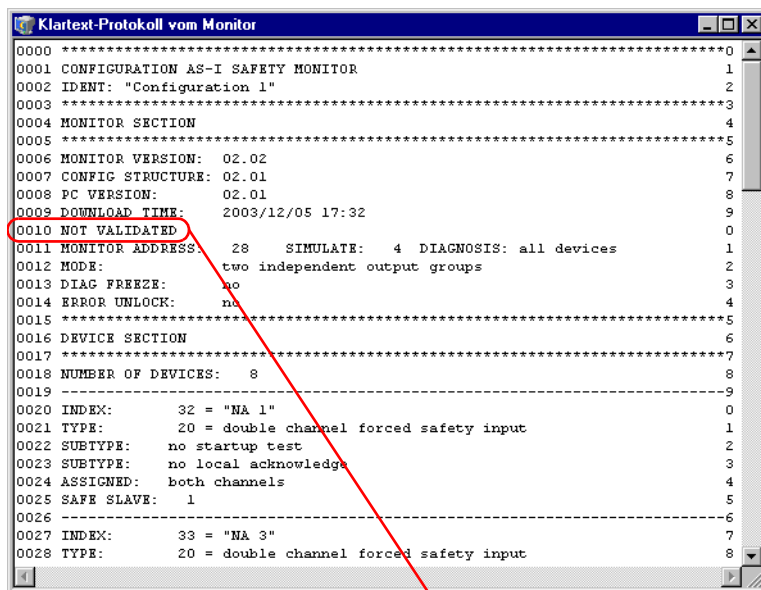 Klartext-Protokoll vom Monitor
0000 ************************************************************************0
0001 CONFIGURATION AS-I SAFETY MONITOR 1
0002 IDENT: "Configuration 1" 2
0003 ************************************************************************3
0004 MONITOR SECTION 4
0005 ************************************************************************5
0006 MONITOR VERSION: 02.02 6
0007 CONFIG STRUCTURE: 02.01 7
0008 PC VERSION: 02.01 8
0009 DOWNLOAD TIME: 2003/12/05 17:32 9
0010 NOT VALIDATED 0
0011 MONITOR ADDRESS: 28 SIMULATE: 4 DIAGNOSIS: all devices 1
0012 MODE: two independent output groups 2
0013 DIAG FREEZE: no 3
0014 ERROR UNLOCK: no 4
0015 ************************************************************************5
0016 DEVICE SECTION 6
0017 ************************************************************************7
0018 NUMBER OF DEVICES: 8 8
0019 ------------------------------------------------------------------------9
0020 INDEX: 32 = "NA 1" 0
0021 TYPE: 20 = double channel forced safety input 1
0022 SUBTYPE: no startup test 2
0023 SUBTYPE: no local acknowledge 3
0024 ASSIGNED: both channels 4
0025 SAFE SLAVE: 1 5
0026 ------------------------------------------------------------------------6
0027 INDEX: 33 = "NA 3" 7
0028 TYPE: 20 = double channel forced safety input 8